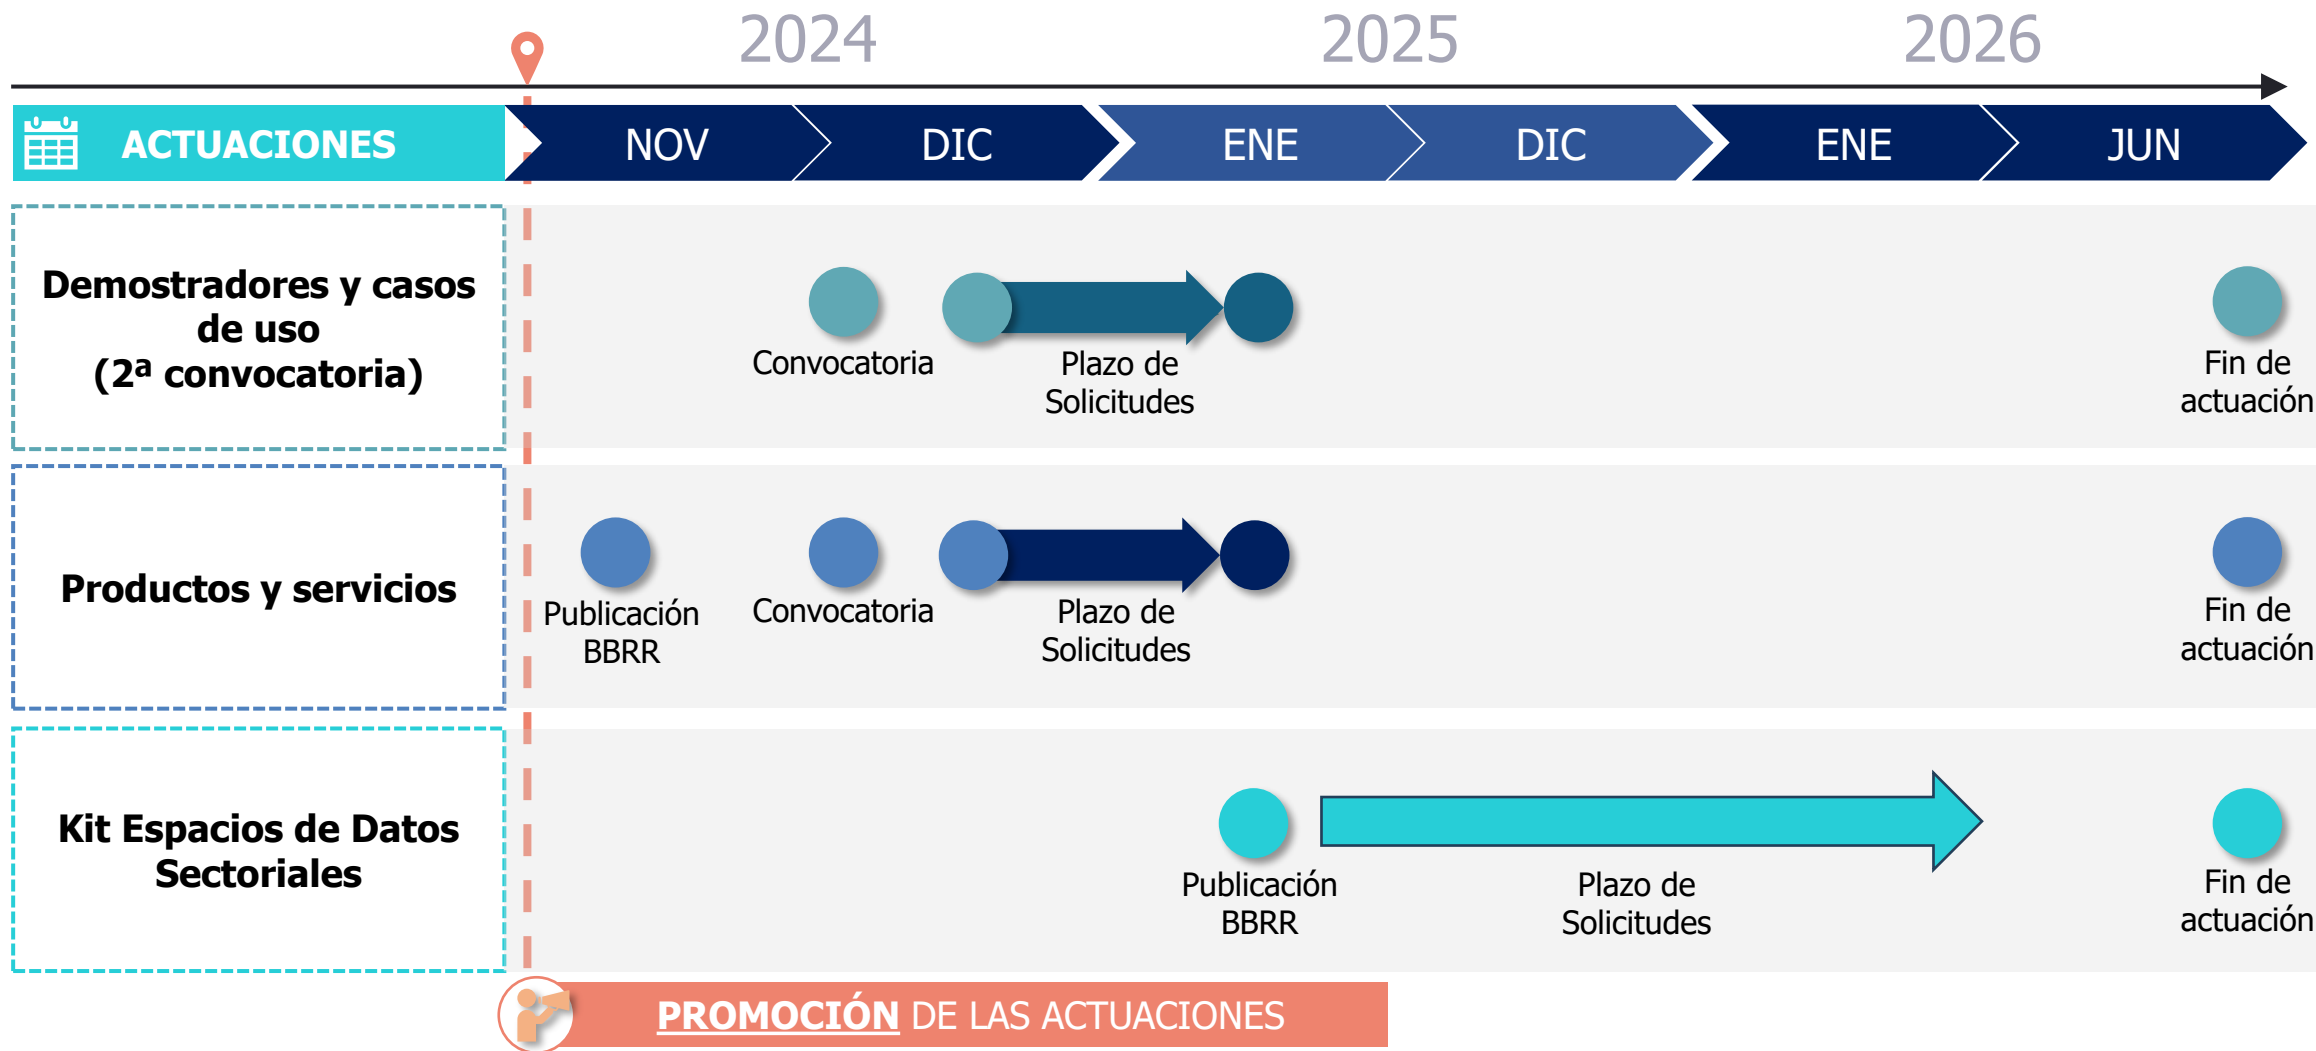 2024
2025
2026
ACTUACIONES
NOV
DIC
ENE
DIC
ENE
JUN
Demostradores y casos
de uso
(2ª convocatoria)
Convocatoria
Plazo de
Solicitudes
Fin de
actuación
Productos y servicios
Publicación
BBRR
Convocatoria
Plazo de
Solicitudes
Fin de
actuación
Kit Espacios de Datos
Sectoriales
Publicación
BBRR
Plazo de
Solicitudes
Fin de
actuación
PROMOCIÓN DE LAS ACTUACIONES